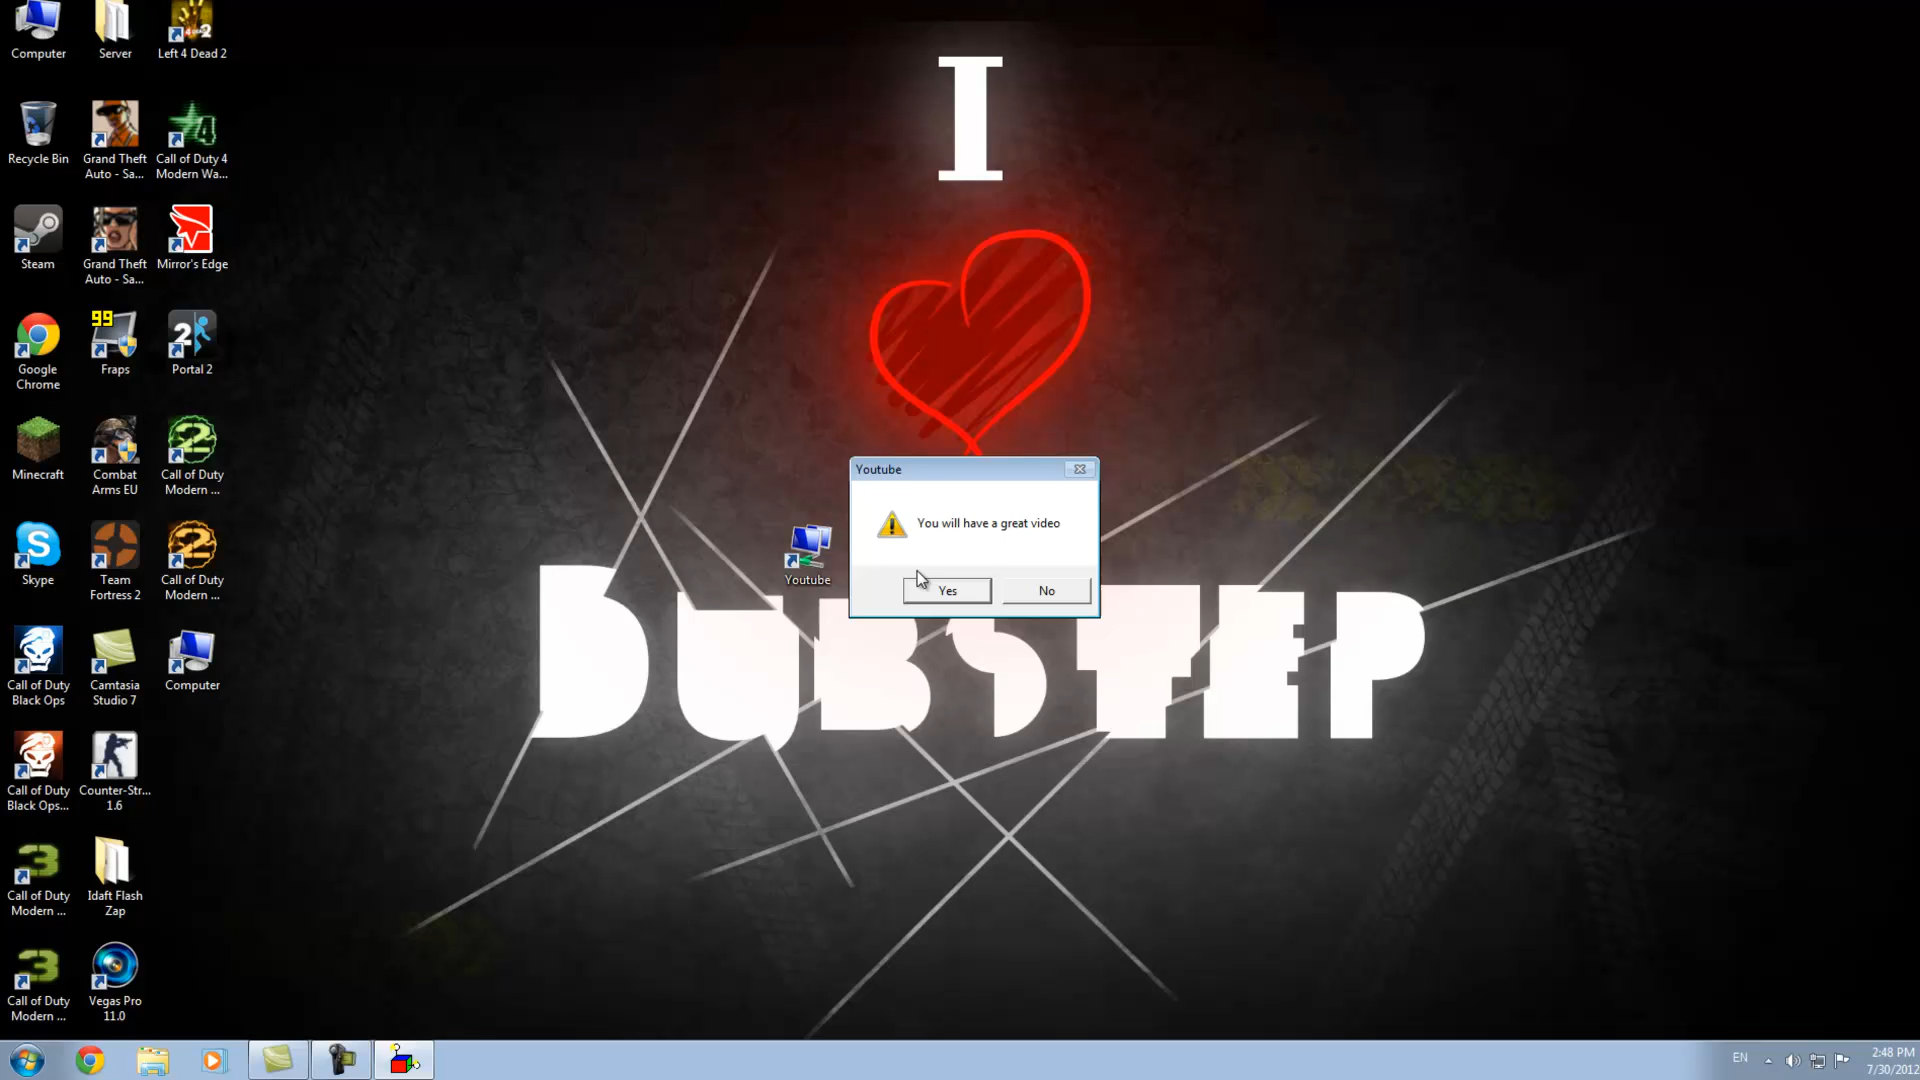 Computer
Server
Left 4 Dead 2
Recycle Bin
Grand Theft
Auto - Sa...
Call of Duty 4
Modern Wa...
Steam
Grand Theft
Auto - Sa...
Mirror's Edge
Google
Chrome
99
Fraps
2
Portal 2
Minecraft
Combat
Arms EU
Call of Duty
Modern ...
Skype
Team
Fortress 2
Call of Duty
Modern ...
Call of Duty
Black Ops
Camtasia
Studio 7
Computer
Call of Duty
Black Ops...
Counter-Str...
1.6
Call of Duty
Modern ...
Idaft Flash
Zap
Call of Duty
Modern ...
Vegas Pro
11.0
I
DUBSTEP
Youtube
Youtube
You will have a great video
Yes
No
EN
2:48 PM
7/30/2012